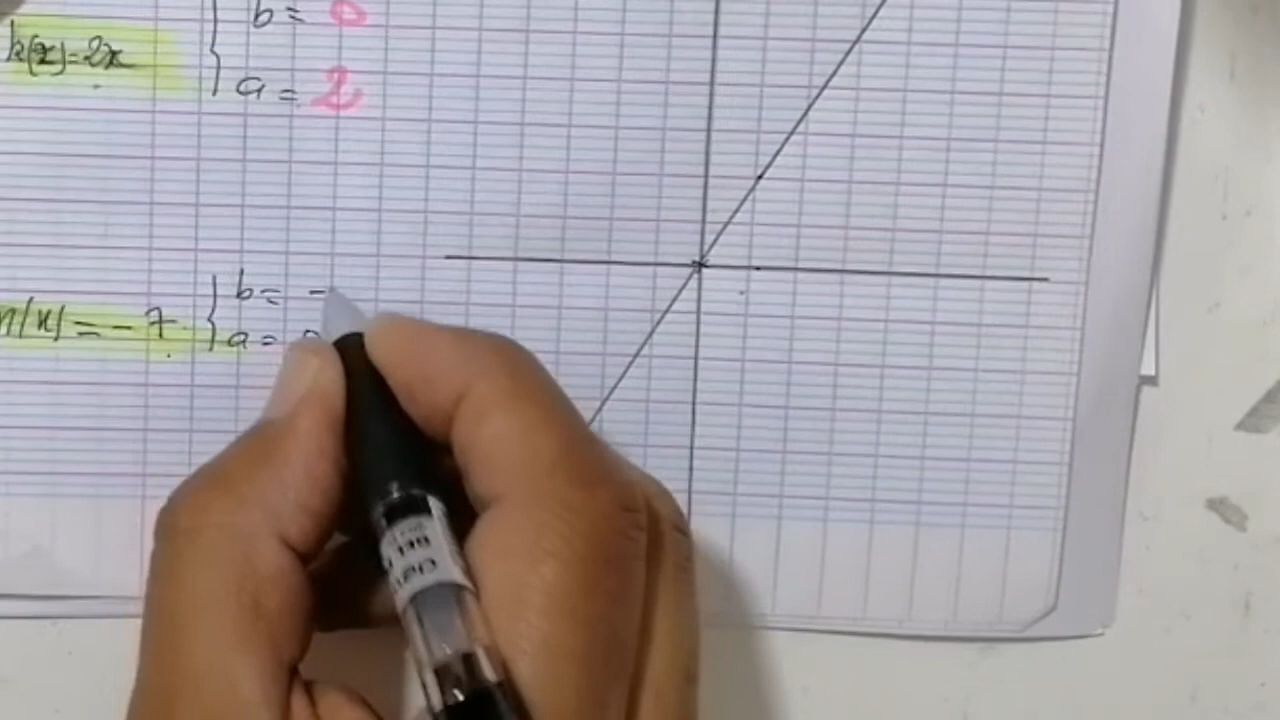 b = 0
k(x)=2x
a = 2
b = -
n(x) = -7
a =